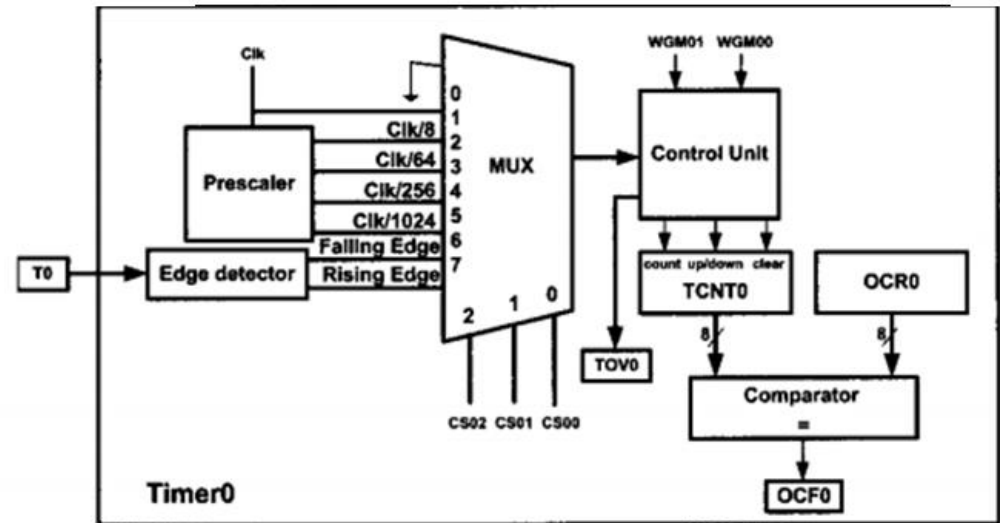 Clk
WGM01 WGM00
0
1
Clk/8
2
Clk/64
3
Clk/256
4
Clk/1024
5
Falling Edge
6
Rising Edge
7
MUX
Prescaler
Control Unit
T0
Edge detector
count up/down clear
TCNT0
OCR0
2 1 0
8
8
TOV0
CS02 CS01 CS00
Comparator
=
Timer0
OCF0